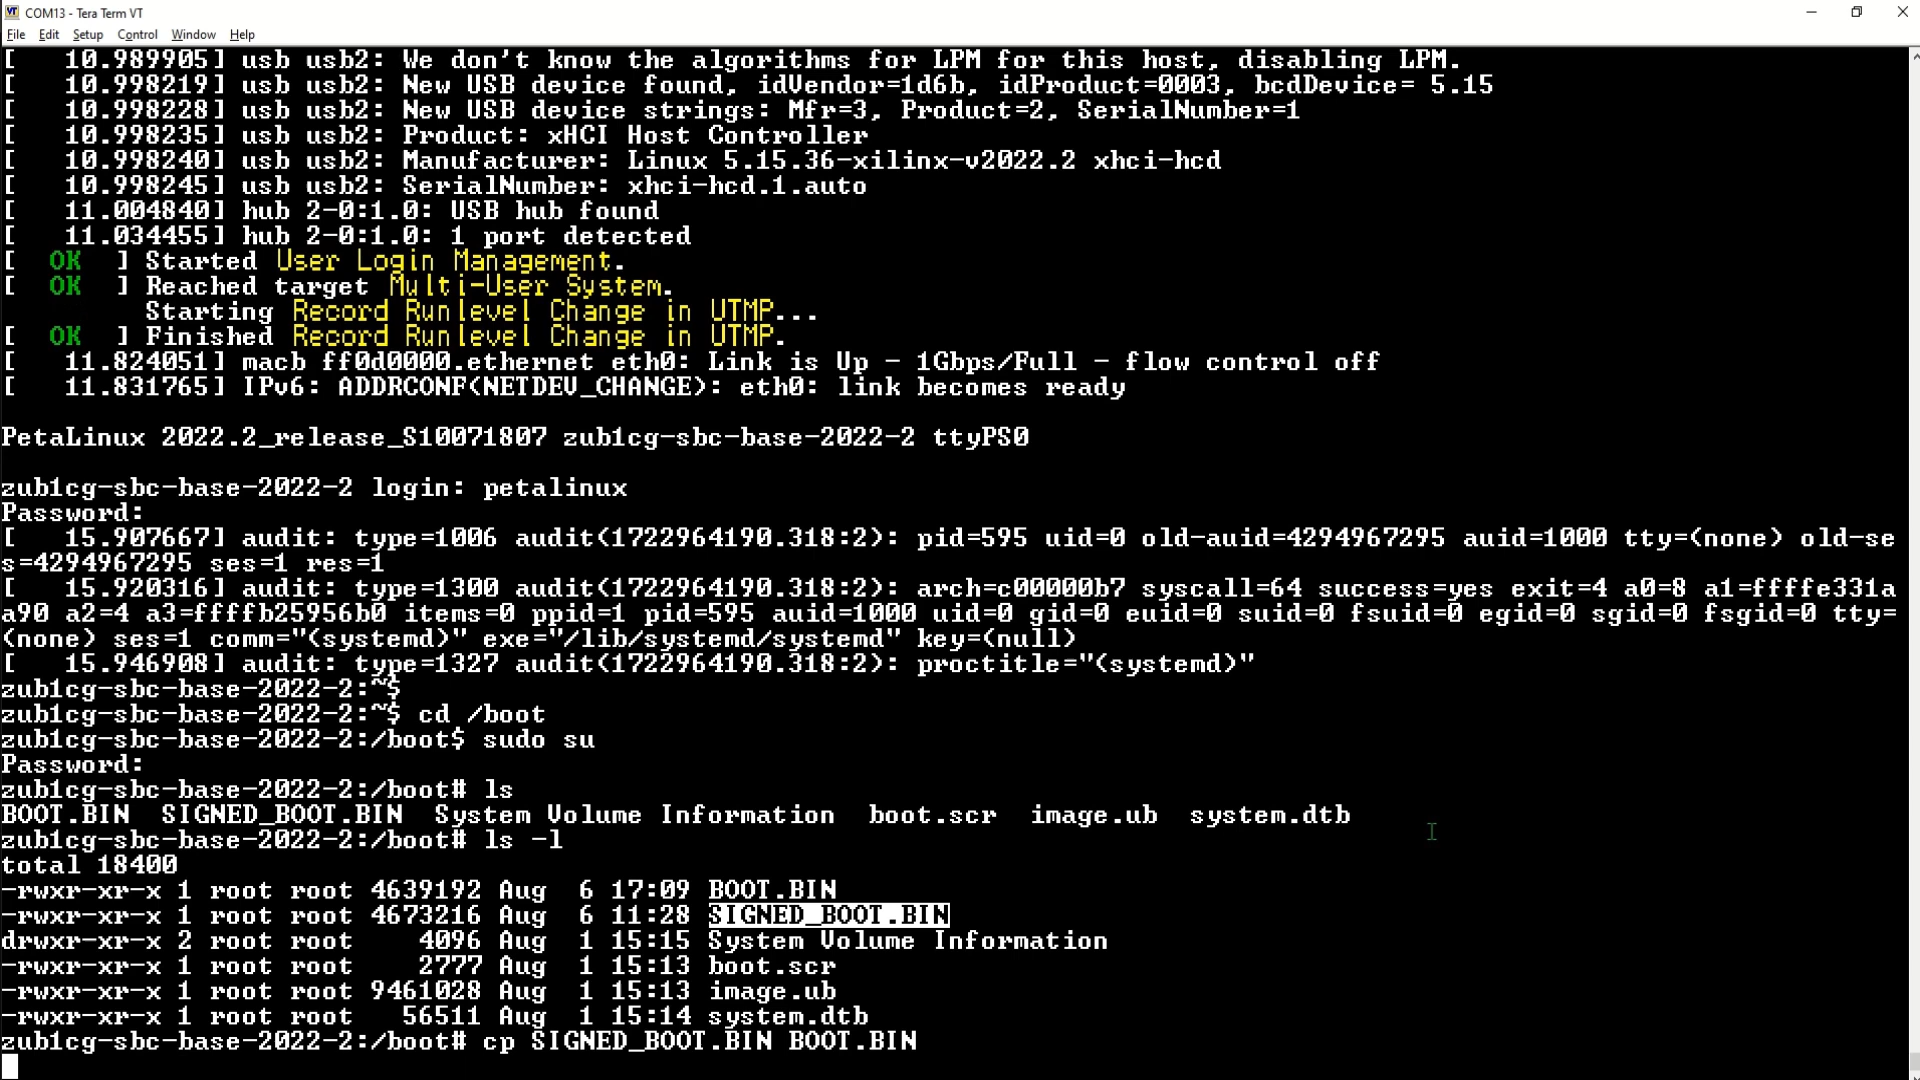 COM13 - Tera Term VT
File Edit Setup Control Window Help
[   10.989905] usb usb2: We don't know the algorithms for LPM for this host, disabling LPM.
[   10.998219] usb usb2: New USB device found, idVendor=1d6b, idProduct=0003, bcdDevice= 5.15
[   10.998228] usb usb2: New USB device strings: Mfr=3, Product=2, SerialNumber=1
[   10.998235] usb usb2: Product: xHCI Host Controller
[   10.998240] usb usb2: Manufacturer: Linux 5.15.36-xilinx-v2022.2 xhci-hcd
[   10.998245] usb usb2: SerialNumber: xhci-hcd.1.auto
[   11.004840] hub 2-0:1.0: USB hub found
[   11.034455] hub 2-0:1.0: 1 port detected
[  OK  ] Started User Login Management.
[  OK  ] Reached target Multi-User System.
         Starting Record Runlevel Change in UTMP...
[  OK  ] Finished Record Runlevel Change in UTMP.
[   11.824051] macb ff0d0000.ethernet eth0: Link is Up - 1Gbps/Full - flow control off
[   11.831765] IPv6: ADDRCONF(NETDEV_CHANGE): eth0: link becomes ready
PetaLinux 2022.2_release_S10071807 zub1cg-sbc-base-2022-2 ttyPS0
zub1cg-sbc-base-2022-2 login: petalinux
Password:
[   15.907667] audit: type=1006 audit(1722964190.318:2): pid=595 uid=0 old-auid=4294967295 auid=1000 tty=(none) old-se
s=4294967295 ses=1 res=1
[   15.920316] audit: type=1300 audit(1722964190.318:2): arch=c00000b7 syscall=64 success=yes exit=4 a0=8 a1=ffffe331a
a90 a2=4 a3=ffffb25956b0 items=0 ppid=1 pid=595 auid=1000 uid=0 gid=0 euid=0 suid=0 fsuid=0 egid=0 sgid=0 fsgid=0 tty=
(none) ses=1 comm="(systemd)" exe="/lib/systemd/systemd" key=(null)
[   15.946908] audit: type=1327 audit(1722964190.318:2): proctitle="(systemd)"
zub1cg-sbc-base-2022-2:~$
zub1cg-sbc-base-2022-2:~$ cd /boot
zub1cg-sbc-base-2022-2:/boot$ sudo su
Password:
zub1cg-sbc-base-2022-2:/boot# ls
BOOT.BIN  SIGNED_BOOT.BIN  System Volume Information  boot.scr  image.ub  system.dtb
zub1cg-sbc-base-2022-2:/boot# ls -l
total 18400
-rwxr-xr-x 1 root root 4639192 Aug  6 17:09 BOOT.BIN
-rwxr-xr-x 1 root root 4673216 Aug  6 11:28 SIGNED_BOOT.BIN
drwxr-xr-x 2 root root    4096 Aug  1 15:15 System Volume Information
-rwxr-xr-x 1 root root    2777 Aug  1 15:13 boot.scr
-rwxr-xr-x 1 root root 9461028 Aug  1 15:13 image.ub
-rwxr-xr-x 1 root root   56511 Aug  1 15:14 system.dtb
zub1cg-sbc-base-2022-2:/boot# cp SIGNED_BOOT.BIN BOOT.BIN